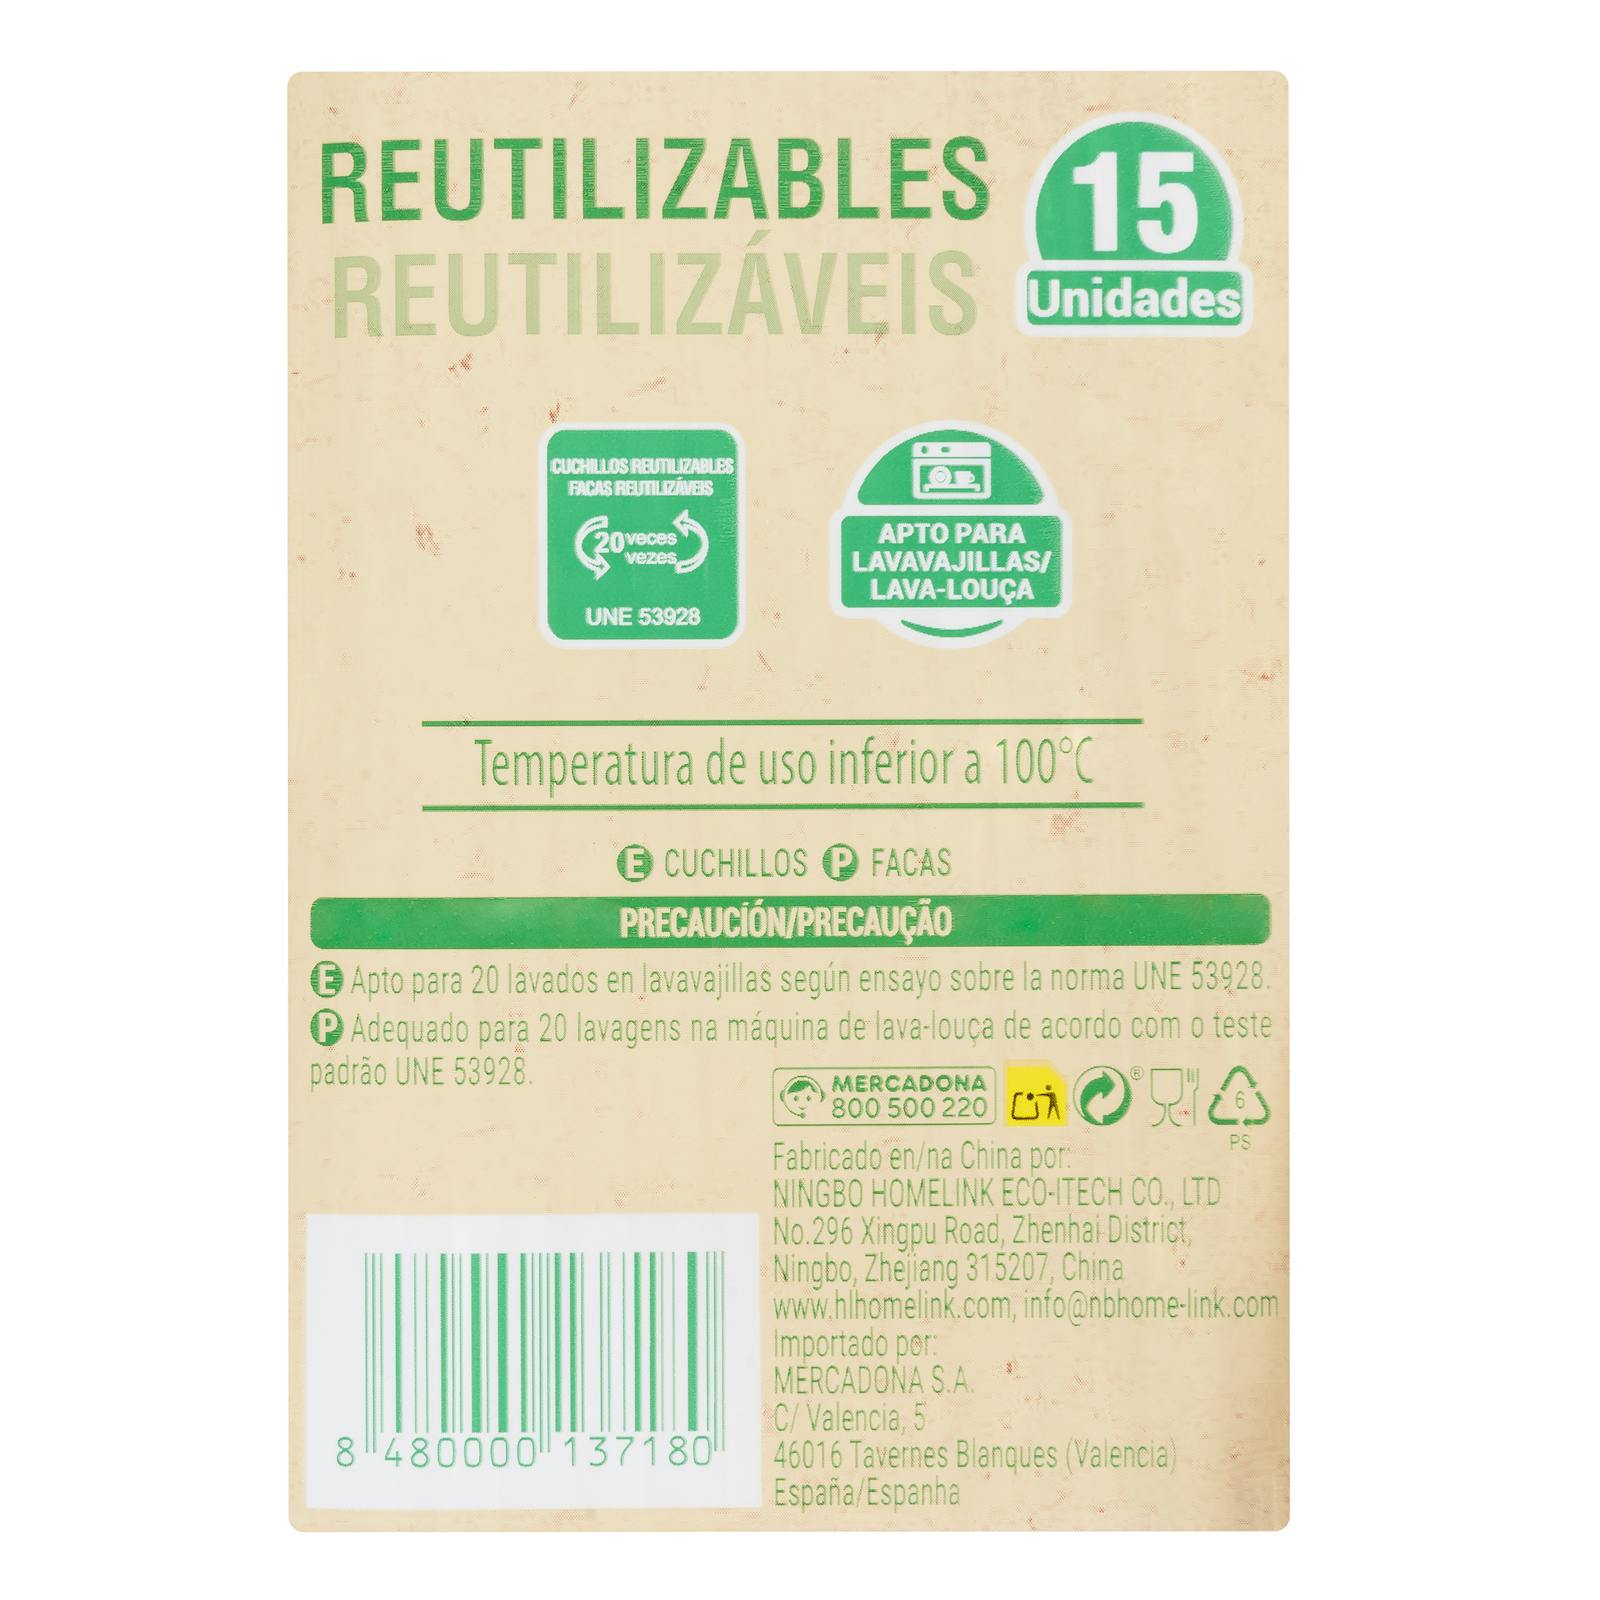 REUTILIZABLES
REUTILIZÁVEIS
15
Unidades
CUCHILLOS REUTILIZABLES
FACAS REUTILIZÁVEIS
20 veces
vezes
UNE 53928
APTO PARA
LAVAVAJILLAS/
LAVA-LOUÇA
Temperatura de uso inferior a 100°C
E CUCHILLOS P FACAS
PRECAUCÍÓN/PRECAUÇÃO
E Apto para 20 lavados en lavavajillas según ensayo sobre la norma UNE 53928.
P Adequado para 20 lavagens na máquina de lava-louça de acordo com o teste
padrão UNE 53928.
MERCADONA
800 500 220
®
6
PS
Fabricado en/na China por:
NINGBO HOMELINK ECO-ITECH CO., LTD
No.296 Xingpu Road, Zhenhai District,
Ningbo, Zhejiang 315207, China
www.hlhomelink.com, info@nbhome-link.com
Importado por:
MERCADONA S.A.
C/ Valencia, 5
46016 Tavernes Blanques (Valencia)
España/Espanha
8 480000 137180